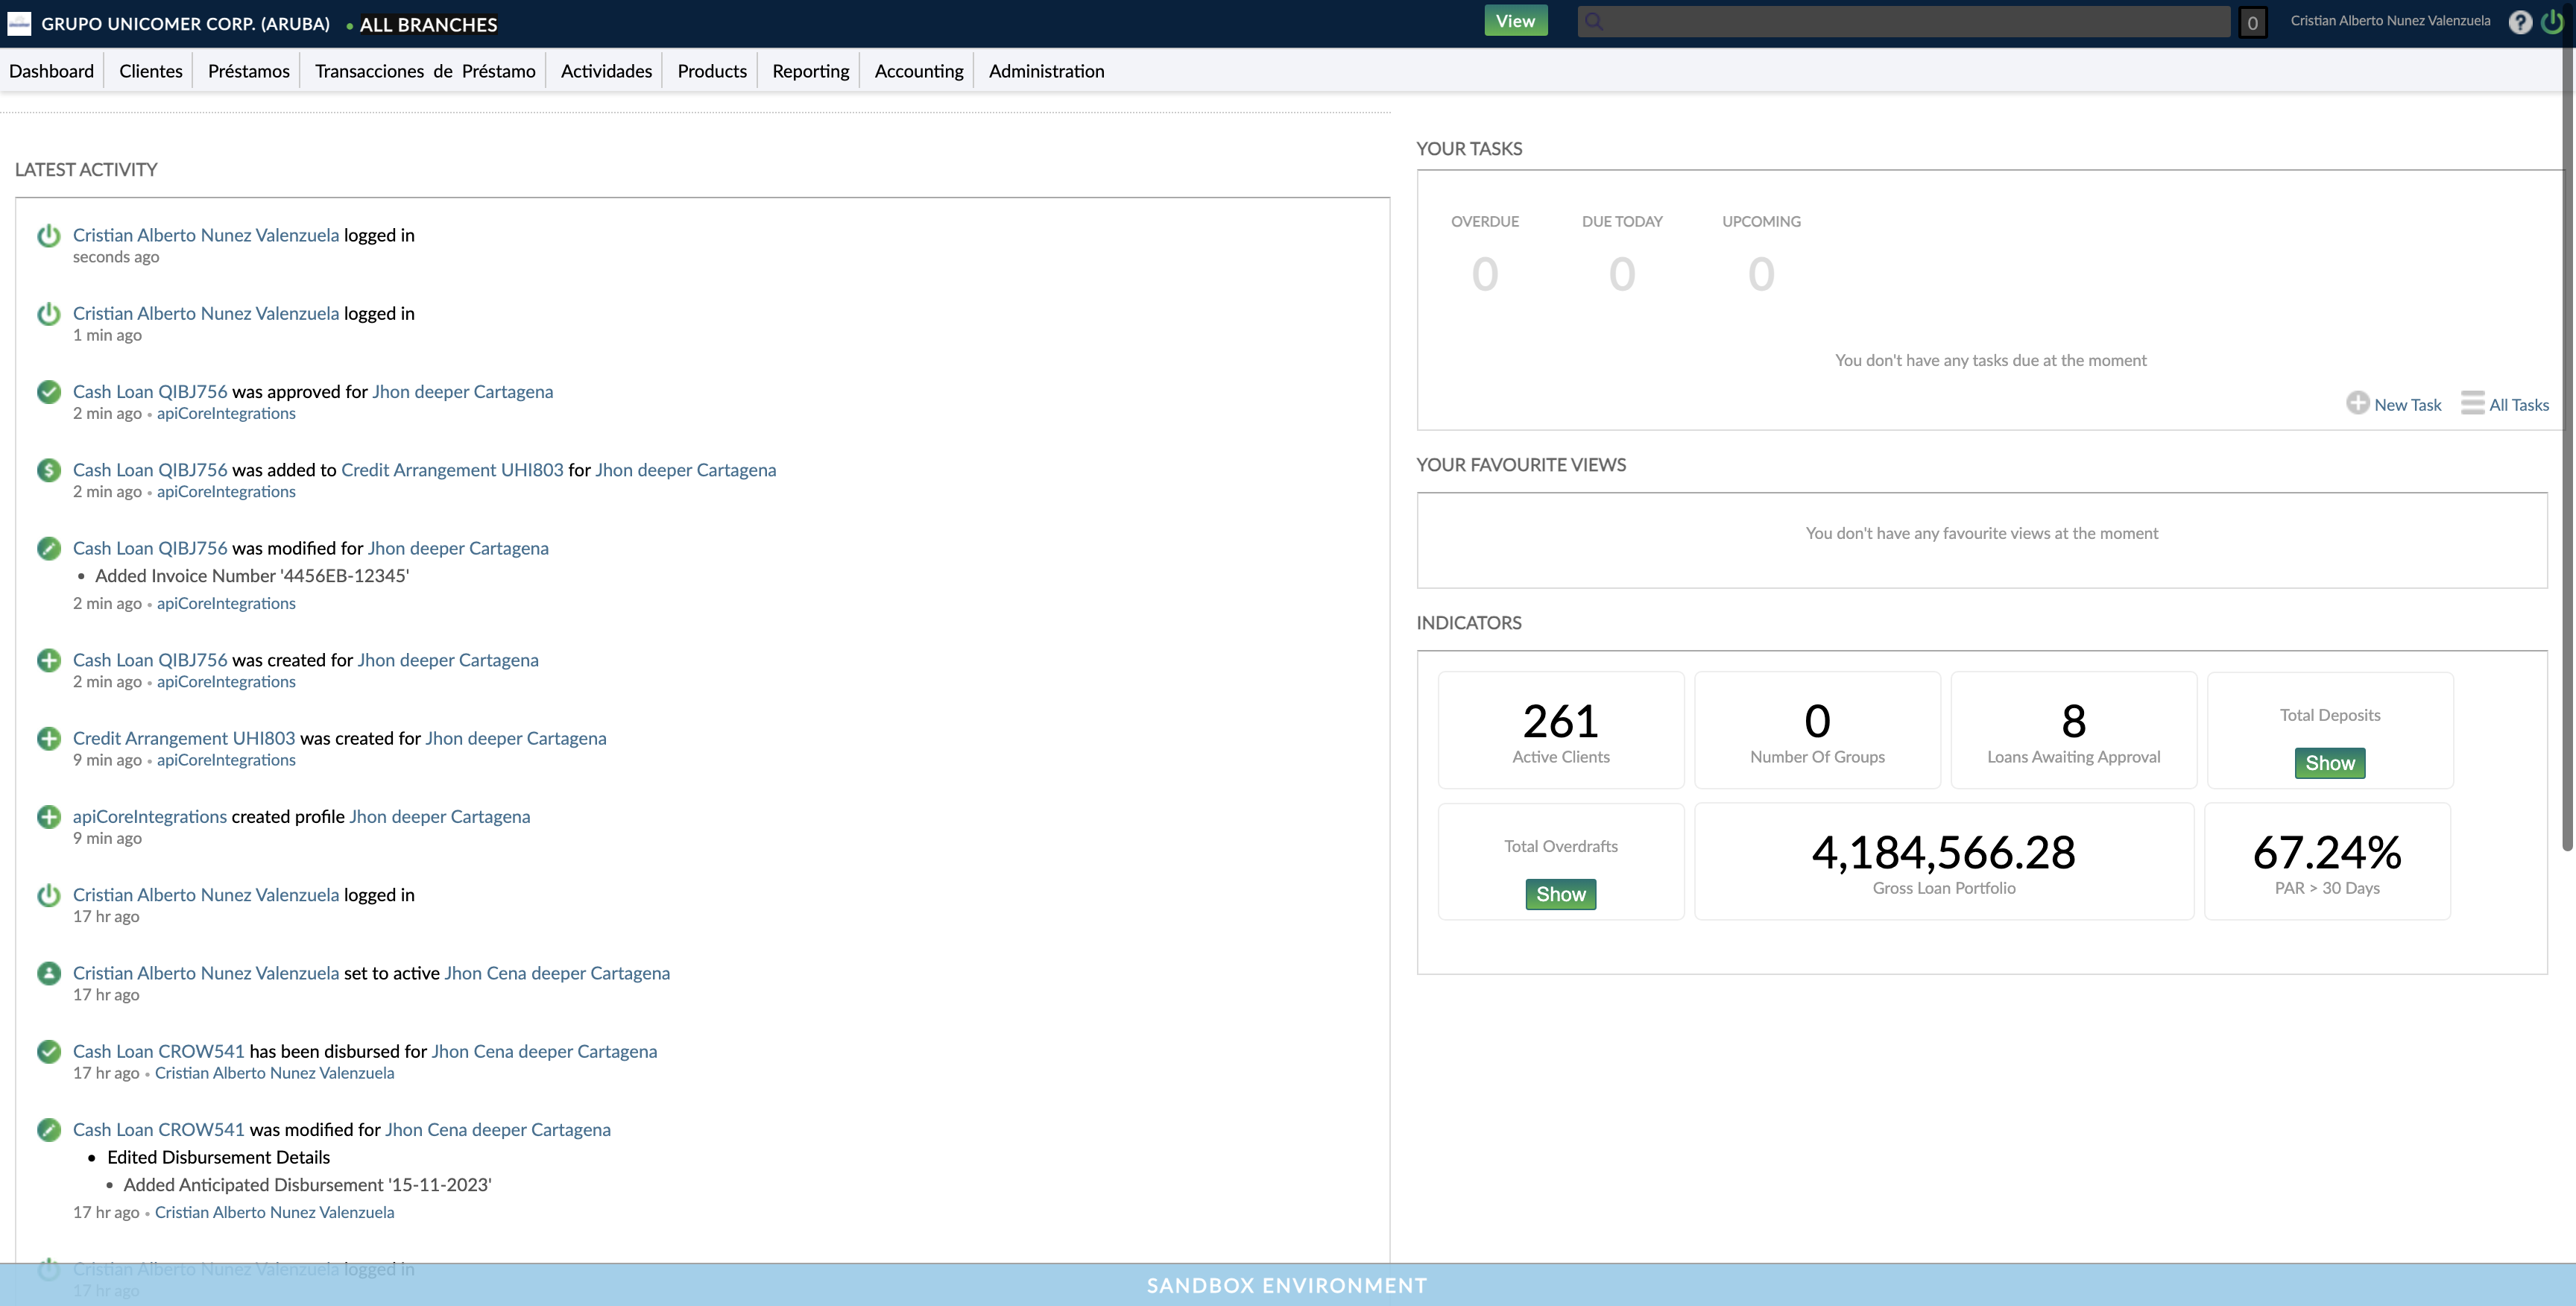 GRUPO UNICOMER CORP. (ARUBA) • ALL BRANCHES
View
0
Cristian Alberto Nunez Valenzuela
?
Dashboard Clientes Préstamos Transacciones de Préstamo Actividades Products Reporting Accounting Administration
LATEST ACTIVITY
Cristian Alberto Nunez Valenzuela logged in
seconds ago
Cristian Alberto Nunez Valenzuela logged in
1 min ago
Cash Loan QIBJ756 was approved for Jhon deeper Cartagena
2 min ago • apiCoreIntegrations
Cash Loan QIBJ756 was added to Credit Arrangement UHI803 for Jhon deeper Cartagena
2 min ago • apiCoreIntegrations
Cash Loan QIBJ756 was modified for Jhon deeper Cartagena
• Added Invoice Number '4456EB-12345'
2 min ago • apiCoreIntegrations
Cash Loan QIBJ756 was created for Jhon deeper Cartagena
2 min ago • apiCoreIntegrations
Credit Arrangement UHI803 was created for Jhon deeper Cartagena
9 min ago • apiCoreIntegrations
apiCoreIntegrations created profile Jhon deeper Cartagena
9 min ago
Cristian Alberto Nunez Valenzuela logged in
17 hr ago
Cristian Alberto Nunez Valenzuela set to active Jhon Cena deeper Cartagena
17 hr ago
Cash Loan CROW541 has been disbursed for Jhon Cena deeper Cartagena
17 hr ago • Cristian Alberto Nunez Valenzuela
Cash Loan CROW541 was modified for Jhon Cena deeper Cartagena
• Edited Disbursement Details
• Added Anticipated Disbursement '15-11-2023'
17 hr ago • Cristian Alberto Nunez Valenzuela
Cristian Alberto Nunez Valenzuela logged in
17 hr ago
YOUR TASKS
OVERDUE DUE TODAY UPCOMING
0 0 0
You don't have any tasks due at the moment
New Task All Tasks
YOUR FAVOURITE VIEWS
You don't have any favourite views at the moment
INDICATORS
261
Active Clients
0
Number Of Groups
8
Loans Awaiting Approval
Total Deposits
Show
Total Overdrafts
Show
4,184,566.28
Gross Loan Portfolio
67.24%
PAR > 30 Days
SANDBOX ENVIRONMENT